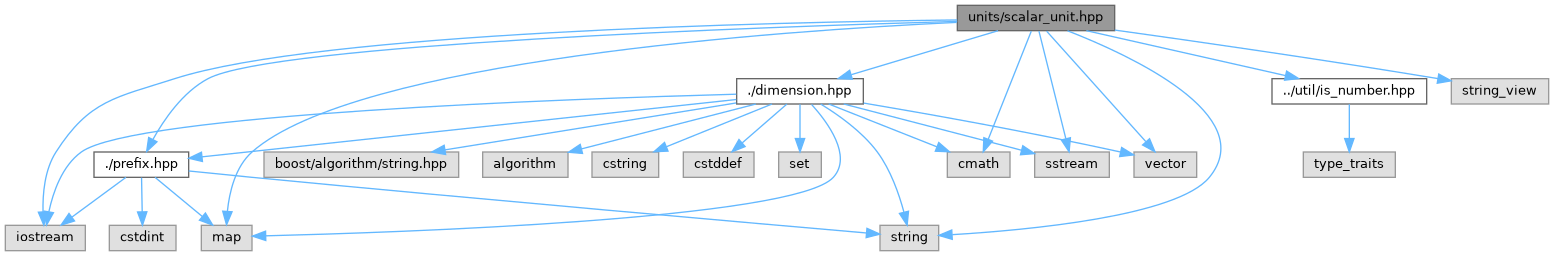 units/scalar_unit.hpp
./dimension.hpp
../util/is_number.hpp
string_view
./prefix.hpp
boost/algorithm/string.hpp
algorithm
cstring
cstddef
set
cmath
sstream
vector
type_traits
iostream
cstdint
map
string